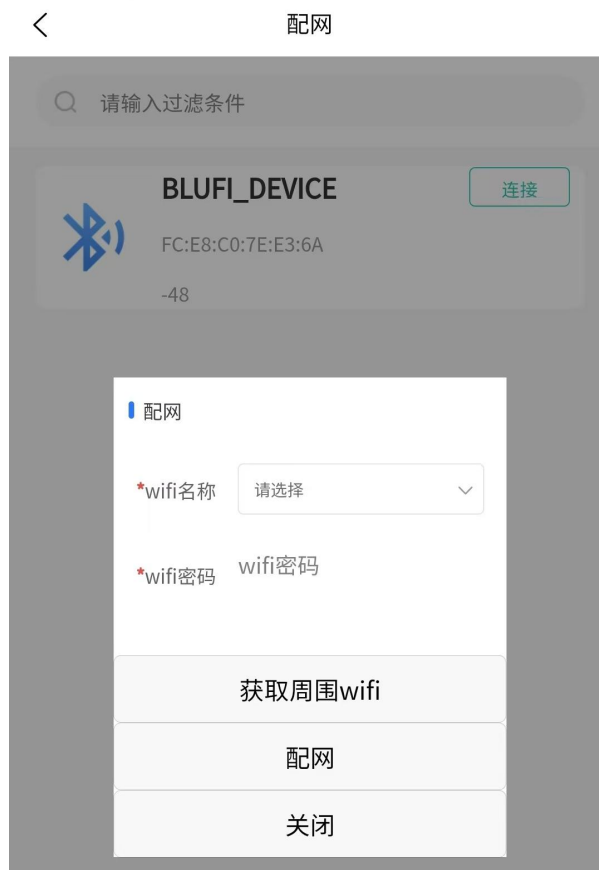 配网
请输入过滤条件
BLUFI_DEVICE
连接
FC:E8:C0:7E:E3:6A
-48
配网
*wifi名称 请选择
*wifi密码 wifi密码
获取周围wifi
配网
关闭